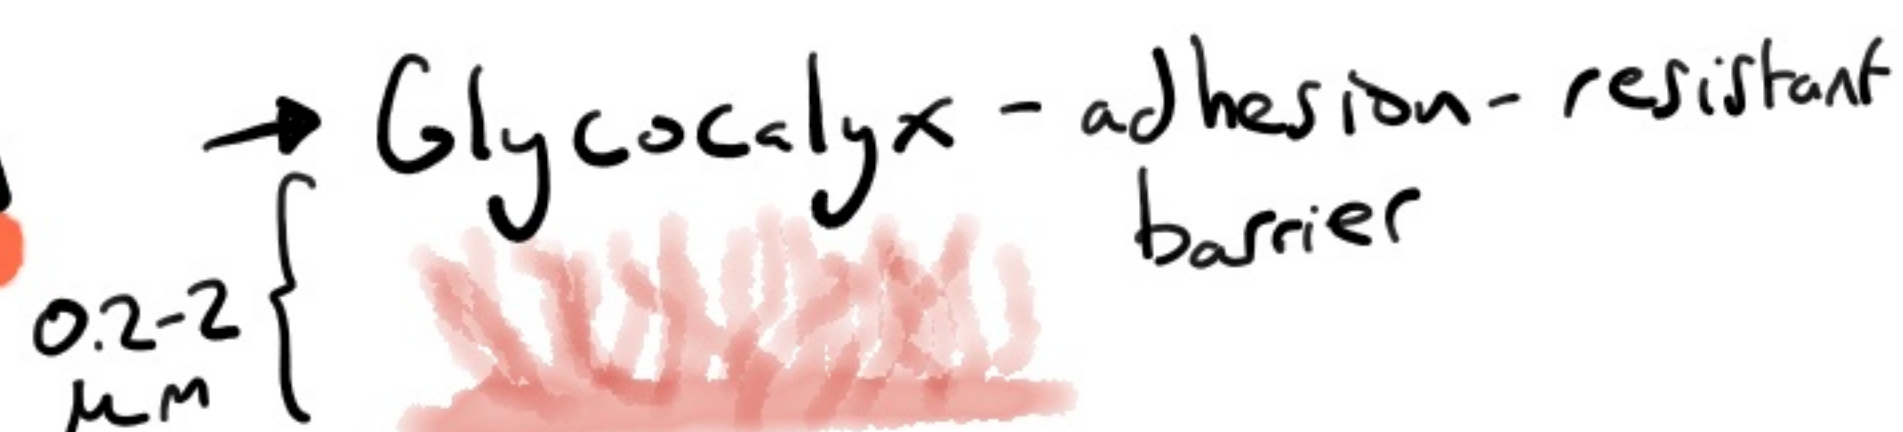 → Glycocalyx - adhesion-resistant
barrier
0.2-2
μm